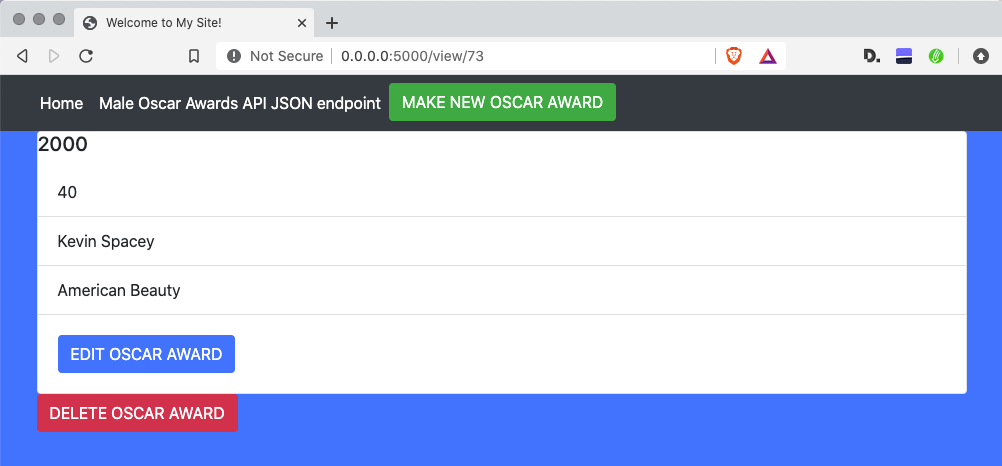 Welcome to My Site!
Not Secure 0.0.0.0:5000/view/73
D.
Home Male Oscar Awards API JSON endpoint MAKE NEW OSCAR AWARD
2000
40
Kevin Spacey
American Beauty
EDIT OSCAR AWARD
DELETE OSCAR AWARD